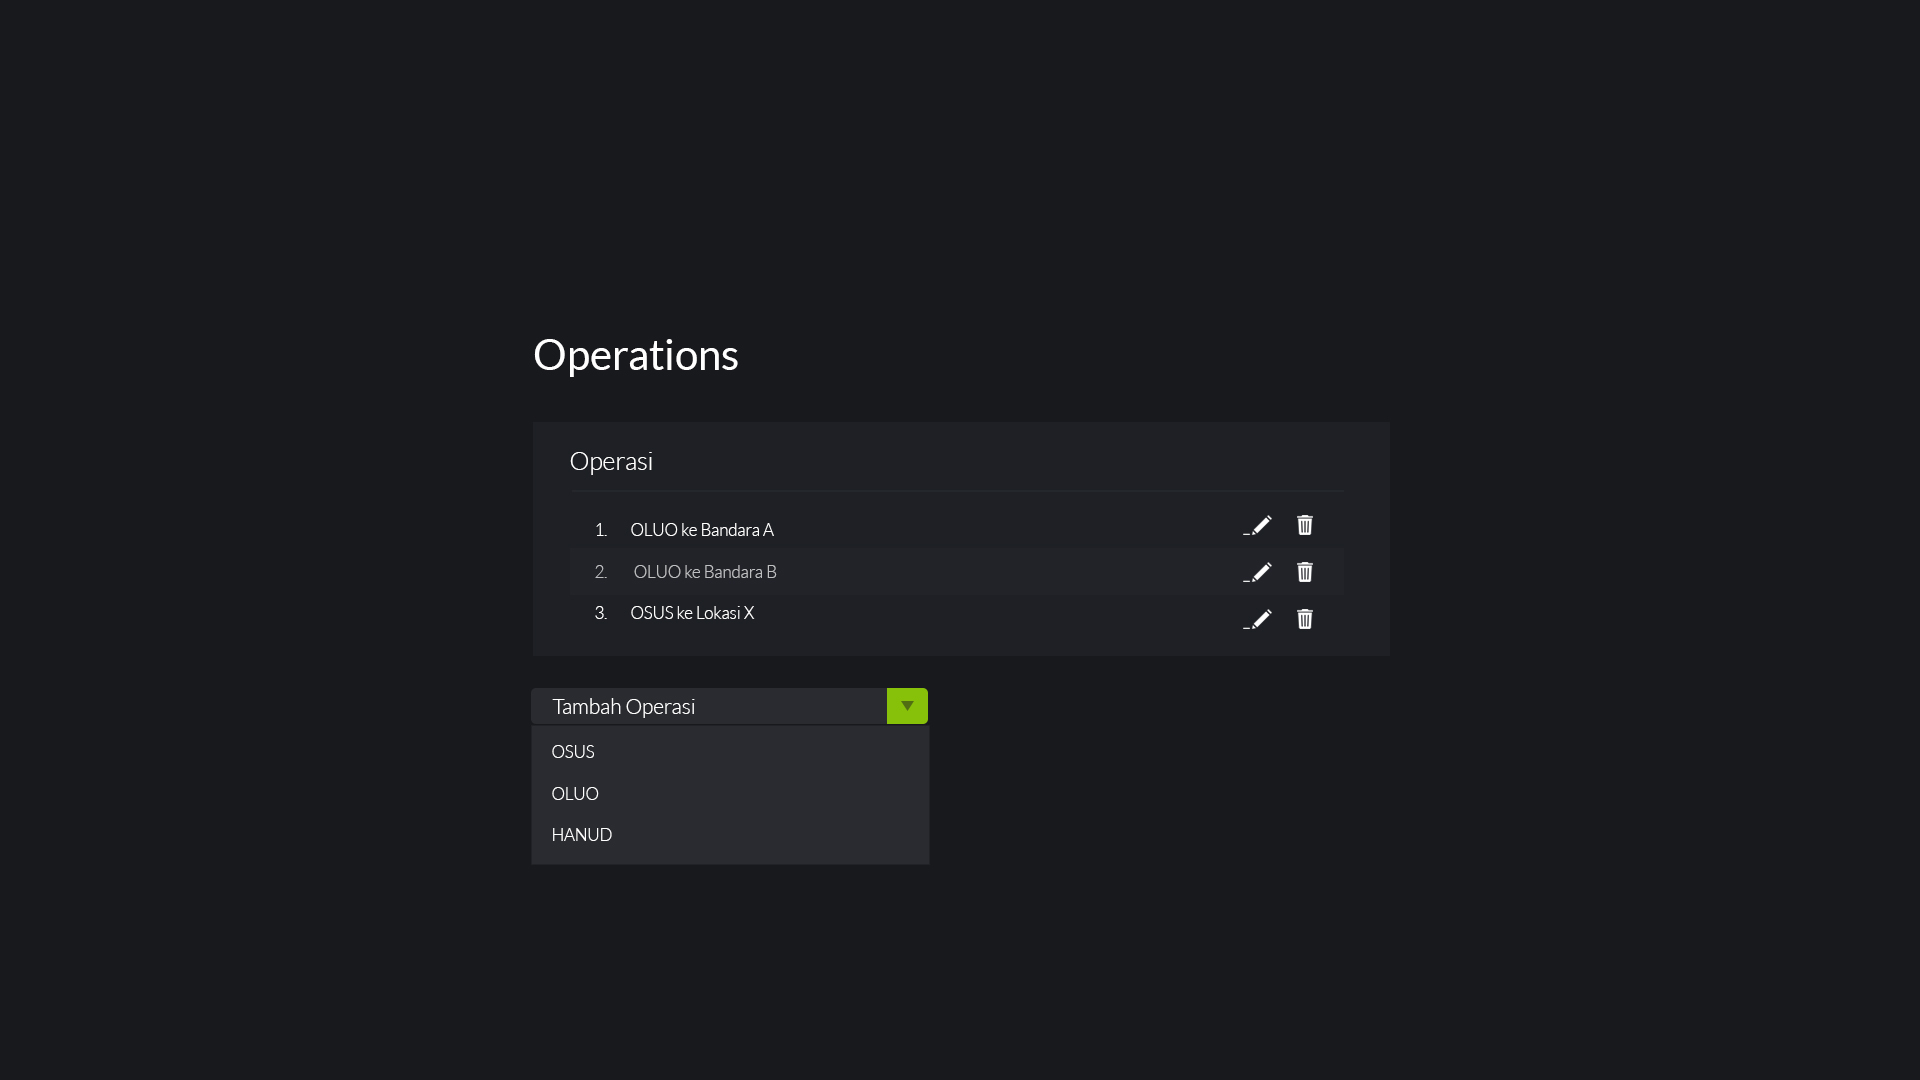 Operations
Operasi
1. OLUO ke Bandara A
2. OLUO ke Bandara B
3. OSUS ke Lokasi X
Tambah Operasi
OSUS
OLUO
HANUD